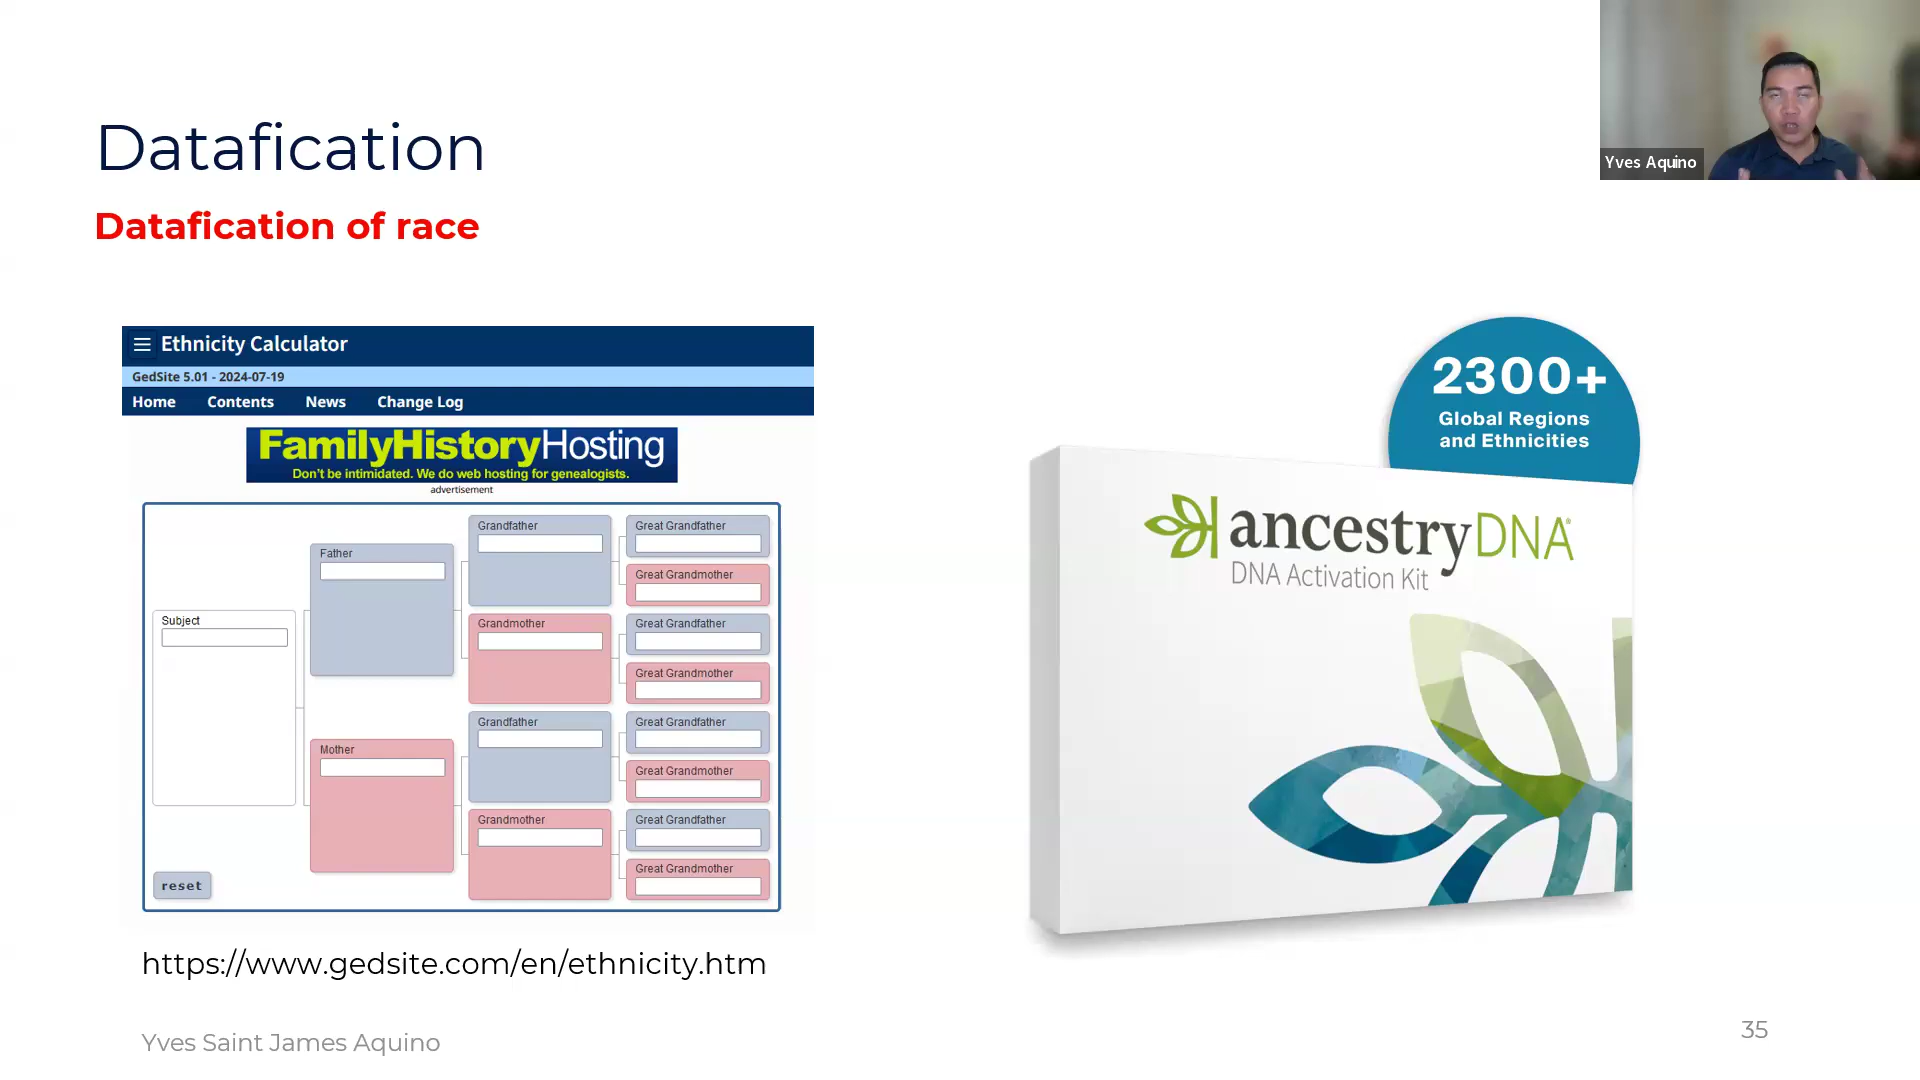 Yves Aquino
Datafication
Datafication of race
Ethnicity Calculator
GedSite 5.01 - 2024-07-19
Home Contents News Change Log
FamilyHistoryHosting
Don't be intimidated. We do web hosting for genealogists.
advertisement
Subject
Father
Mother
Grandfather
Grandmother
Grandfather
Grandmother
Great Grandfather
Great Grandmother
Great Grandfather
Great Grandmother
Great Grandfather
Great Grandmother
Great Grandfather
Great Grandmother
reset
https://www.gedsite.com/en/ethnicity.htm
2300+
Global Regions
and Ethnicities
ancestryDNA®
DNA Activation Kit
Yves Saint James Aquino
35